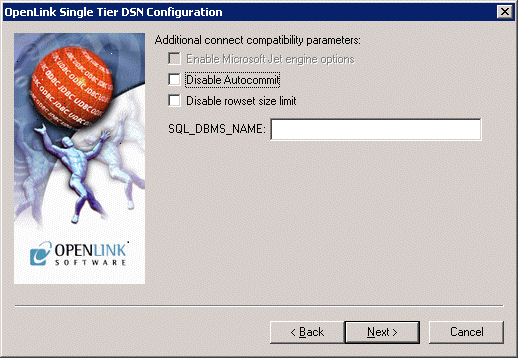 OpenLink Single Tier DSN Configuration
Additional connect compatibility parameters:
Enable Microsoft Jet engine options
Disable Autocommit
Disable rowset size limit
SQL_DBMS_NAME:
OPENLINK
SOFTWARE
< Back
Next >
Cancel